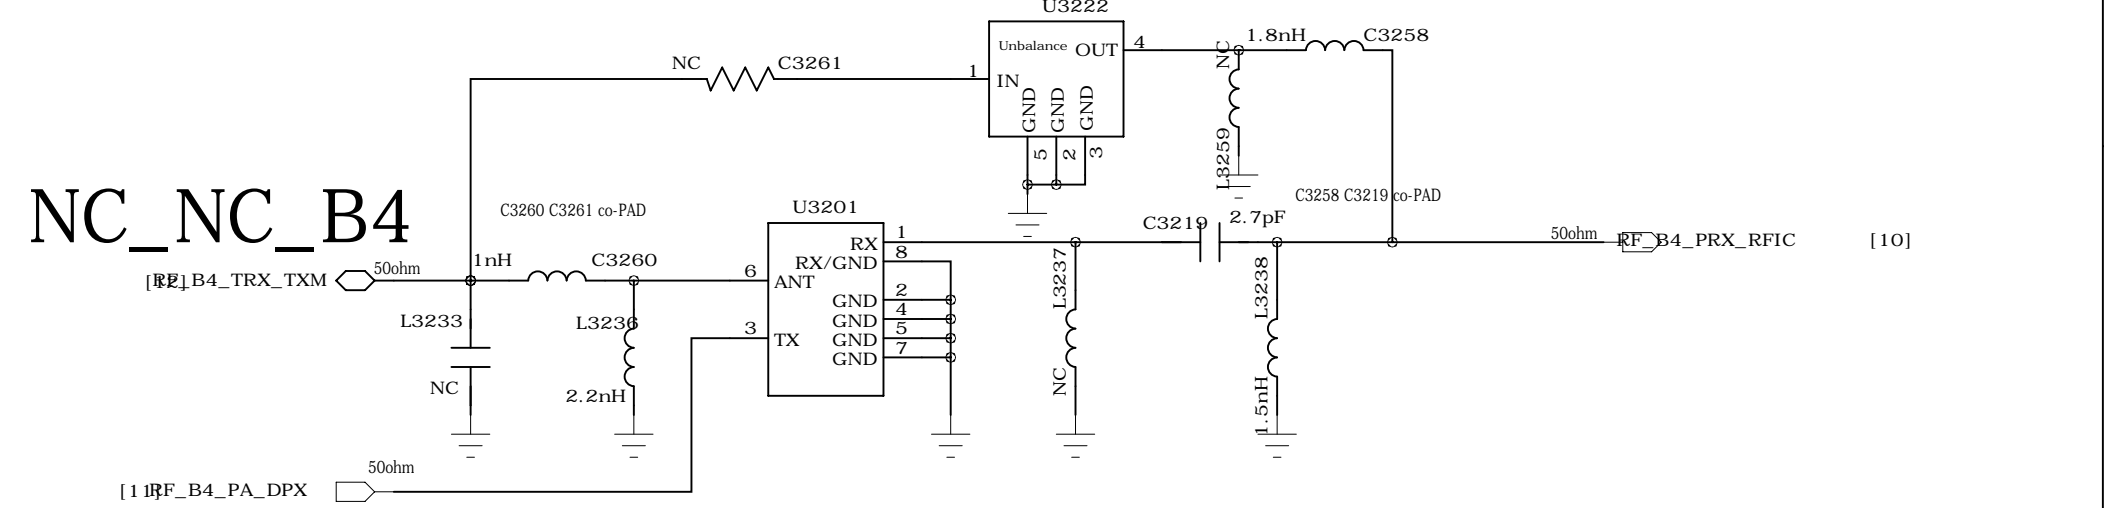 U3222
Unbalance OUT 4
1.8nH C3258
NC
NC C3261
1 IN
GND GND GND
5 2 3
L3259
NC_NC_B4
C3260 C3261 co-PAD
C3258 C3219 co-PAD
U3201
C3219 2.7pF
RX 1
RX/GND 8
50ohm RF_B4_PRX_RFIC [10]
[12] RF_B4_TRX_TXM 50ohm 1nH C3260
6 ANT
L3237
L3238
GND 2
GND 4
L3233 L3236
3 TX
GND 5
GND 7
NC
2.2nH
NC
1.5nH
50ohm
[11] RF_B4_PA_DPX